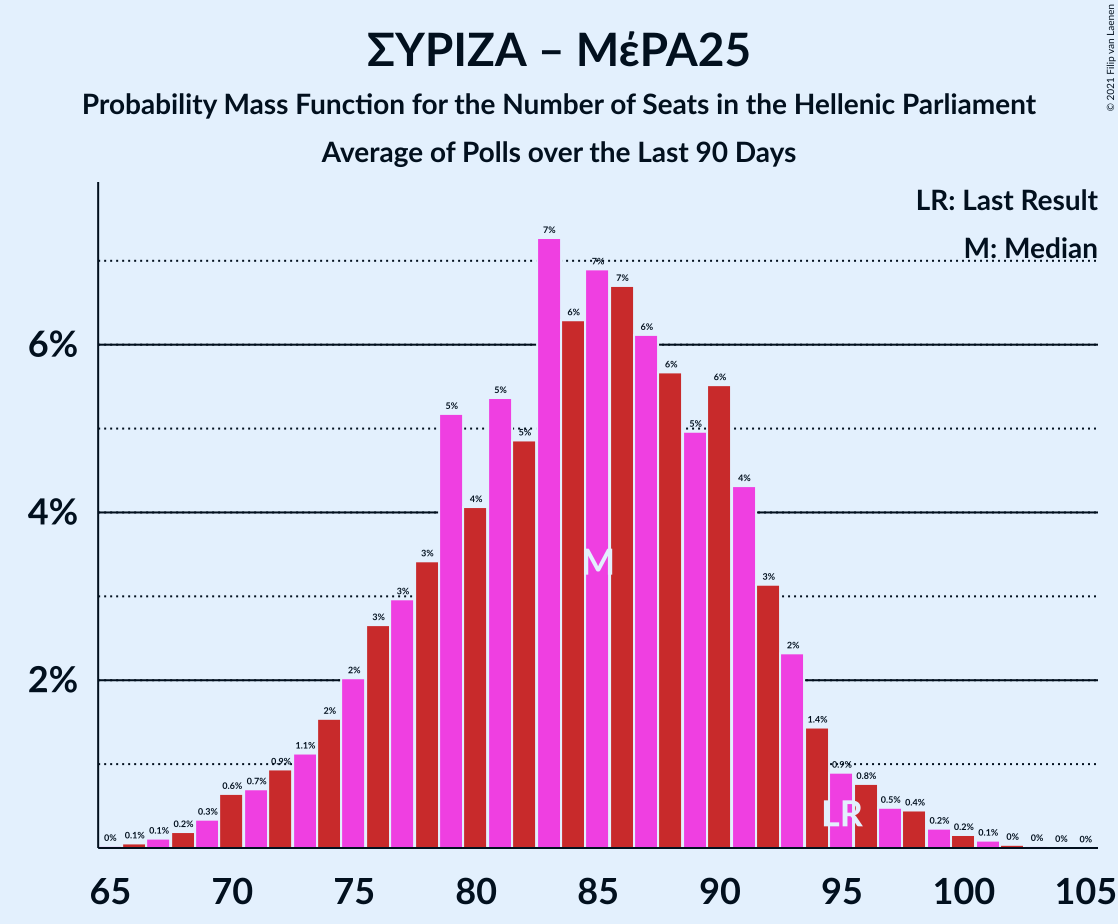 ΣΥΡΙΖΑ – ΜέΡΑ25
Probability Mass Function for the Number of Seats in the Hellenic Parliament
Average of Polls over the Last 90 Days
© 2021 Filip van Laenen
LR: Last Result
M: Median
6%
4%
2%
0% 0.1% 0.1% 0.2% 0.3% 0.6% 0.7% 0.9% 1.1% 2% 2% 3% 3% 3% 5% 4% 5% 5% 7% 6% 7% 7% 6% 6% 5% 6% 4% 3% 2% 1.4% 0.9% 0.8% 0.5% 0.4% 0.2% 0.2% 0.1% 0% 0% 0% 0%
M
LR
65 70 75 80 85 90 95 100 105